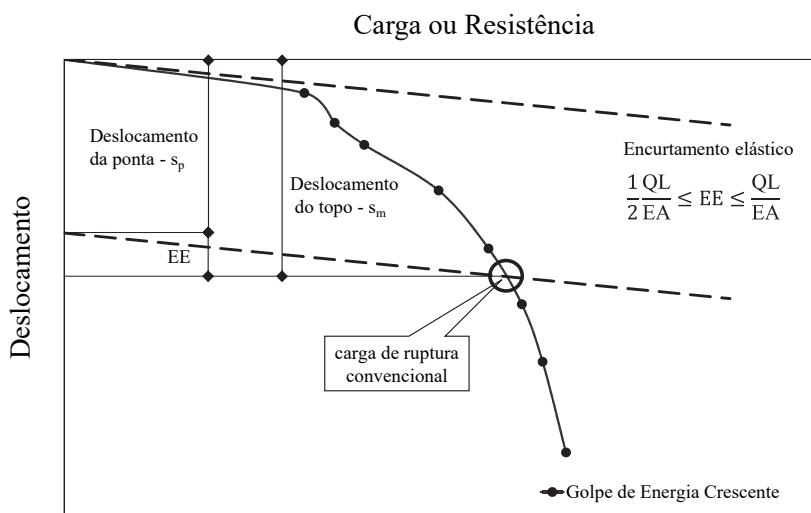 Carga ou Resistência
Deslocamento
Deslocamento
da ponta - sₚ
EE
Deslocamento
do topo - sₘ
Encurtamento elástico
1/2 QL/EA ≤ EE ≤ QL/EA
carga de ruptura
convencional
Golpe de Energia Crescente